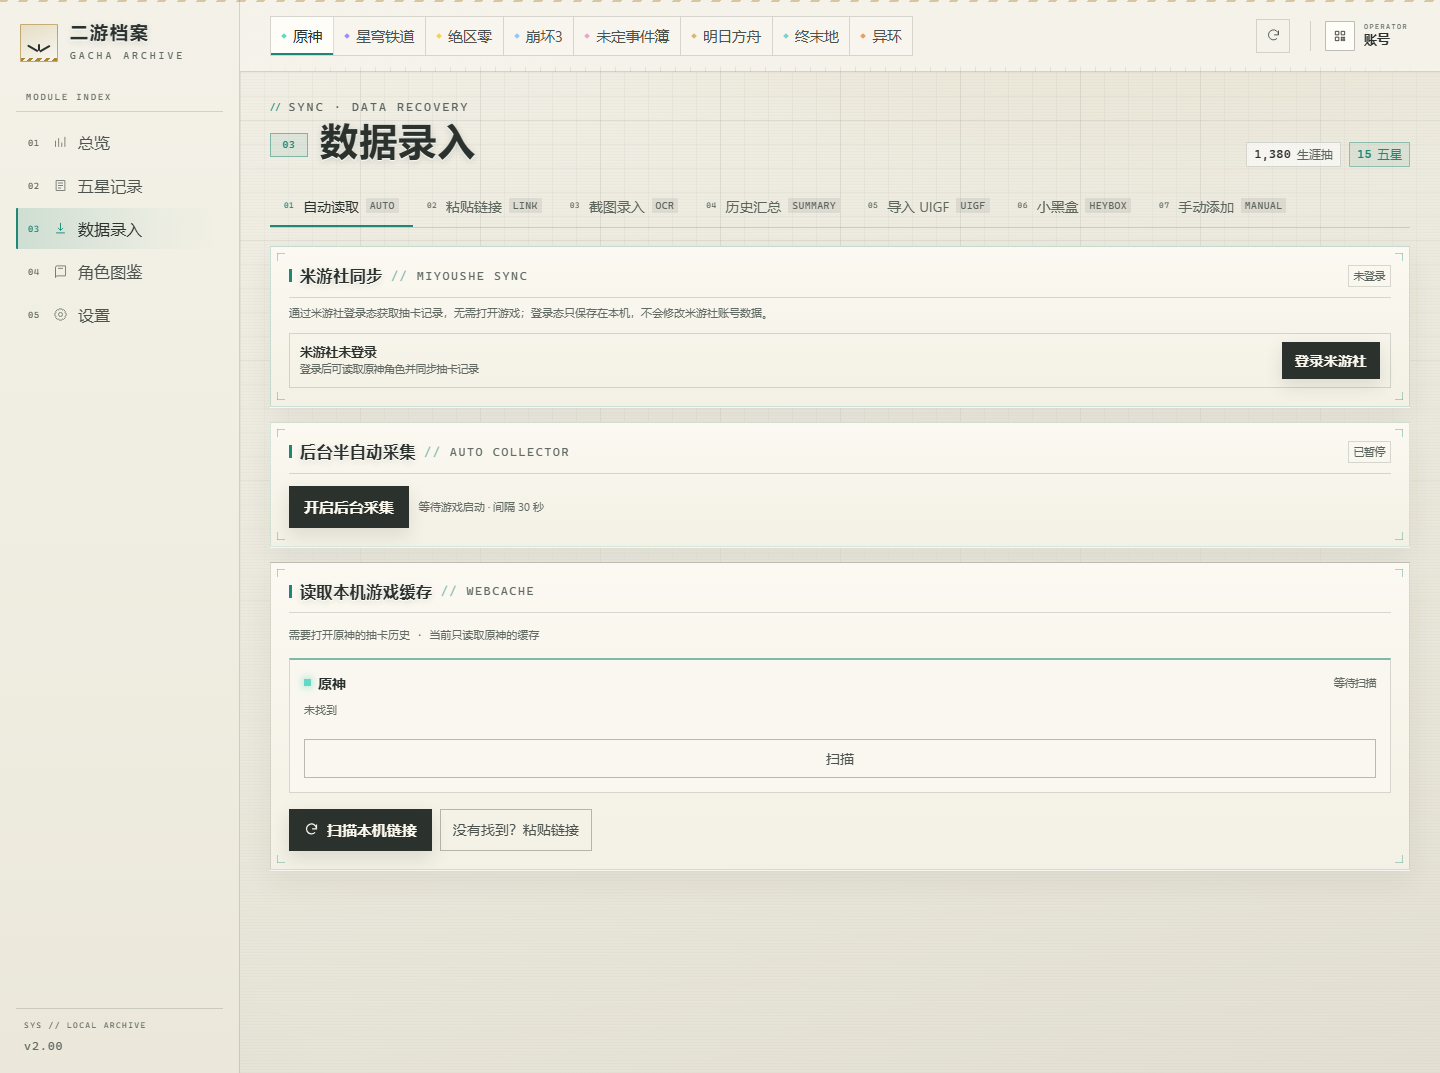 二游档案
GACHA ARCHIVE
MODULE INDEX
01 总览
02 五星记录
03 数据录入
04 角色图鉴
05 设置
SYS // LOCAL ARCHIVE
v2.00
原神 星穹铁道 绝区零 崩坏3 未定事件簿 明日方舟 终末地 异环
OPERATOR
账号
// SYNC · DATA RECOVERY
03 数据录入
1,380 生涯抽 15 五星
01 自动读取 AUTO 02 粘贴链接 LINK 03 截图录入 OCR 04 历史汇总 SUMMARY 05 导入 UIGF UIGF 06 小黑盒 HEYBOX 07 手动添加 MANUAL
米游社同步 // MIYOUSHE SYNC 未登录
通过米游社登录态获取抽卡记录，无需打开游戏；登录态只保存在本机，不会修改米游社账号数据。
米游社未登录
登录后可读取原神角色并同步抽卡记录
登录米游社
后台半自动采集 // AUTO COLLECTOR 已暂停
开启后台采集 等待游戏启动 · 间隔 30 秒
读取本机游戏缓存 // WEBCACHE
需要打开原神的抽卡历史 · 当前只读取原神的缓存
原神 等待扫描
未找到
扫描
扫描本机链接 没有找到？粘贴链接